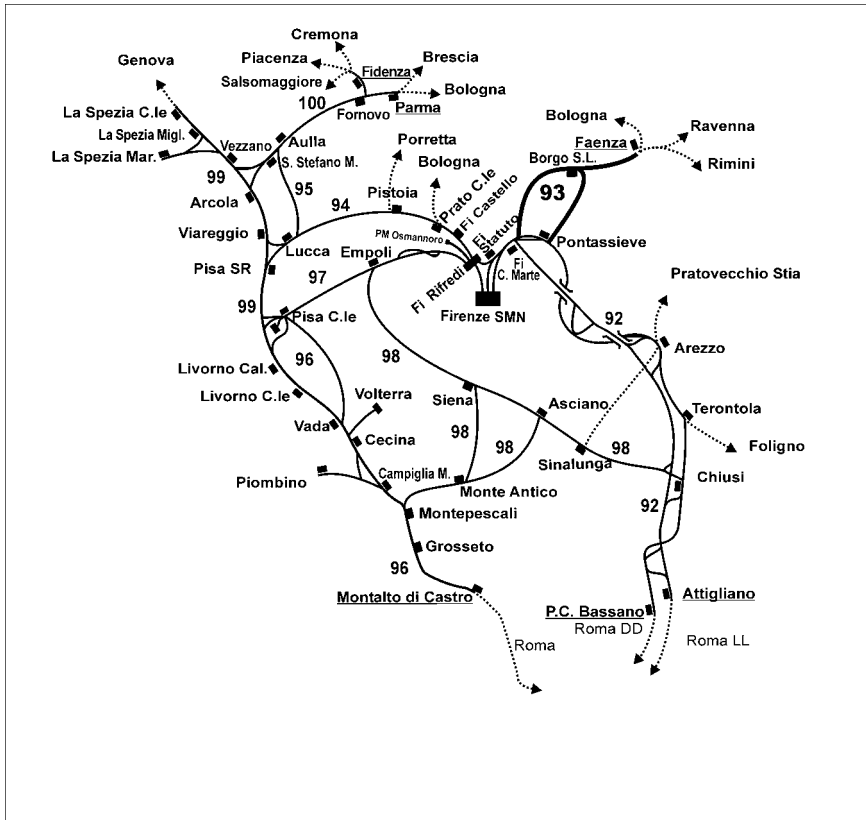 Cremona
Piacenza
Brescia
Genova
Fidenza
Salsomaggiore
Bologna
100
Parma
La Spezia C.le
Fornovo
Bologna
Ravenna
La Spezia Migl.
Vezzano
Aulla
Porretta
Faenza
La Spezia Mar.
S. Stefano M.
Bologna
Borgo S.L.
Rimini
99
95
94
Pistoia
Prato C.le
Fi Castello
93
Arcola
Viareggio
Lucca
PM Osmannoro
Fi
Statuto
Pontassieve
Empoli
Fi
C. Marte
Pisa SR
97
Fi Rifredi
Pratovecchio Stia
99
Pisa C.le
Firenze SMN
92
96
98
Arezzo
Livorno Cal.
Livorno C.le
Volterra
Siena
Asciano
Terontola
Vada
Cecina
98
98
98
Foligno
Piombino
Campiglia M.
Sinalunga
Chiusi
Monte Antico
92
Montepescali
Grosseto
96
Montalto di Castro
P.C. Bassano
Attigliano
Roma DD
Roma
Roma LL